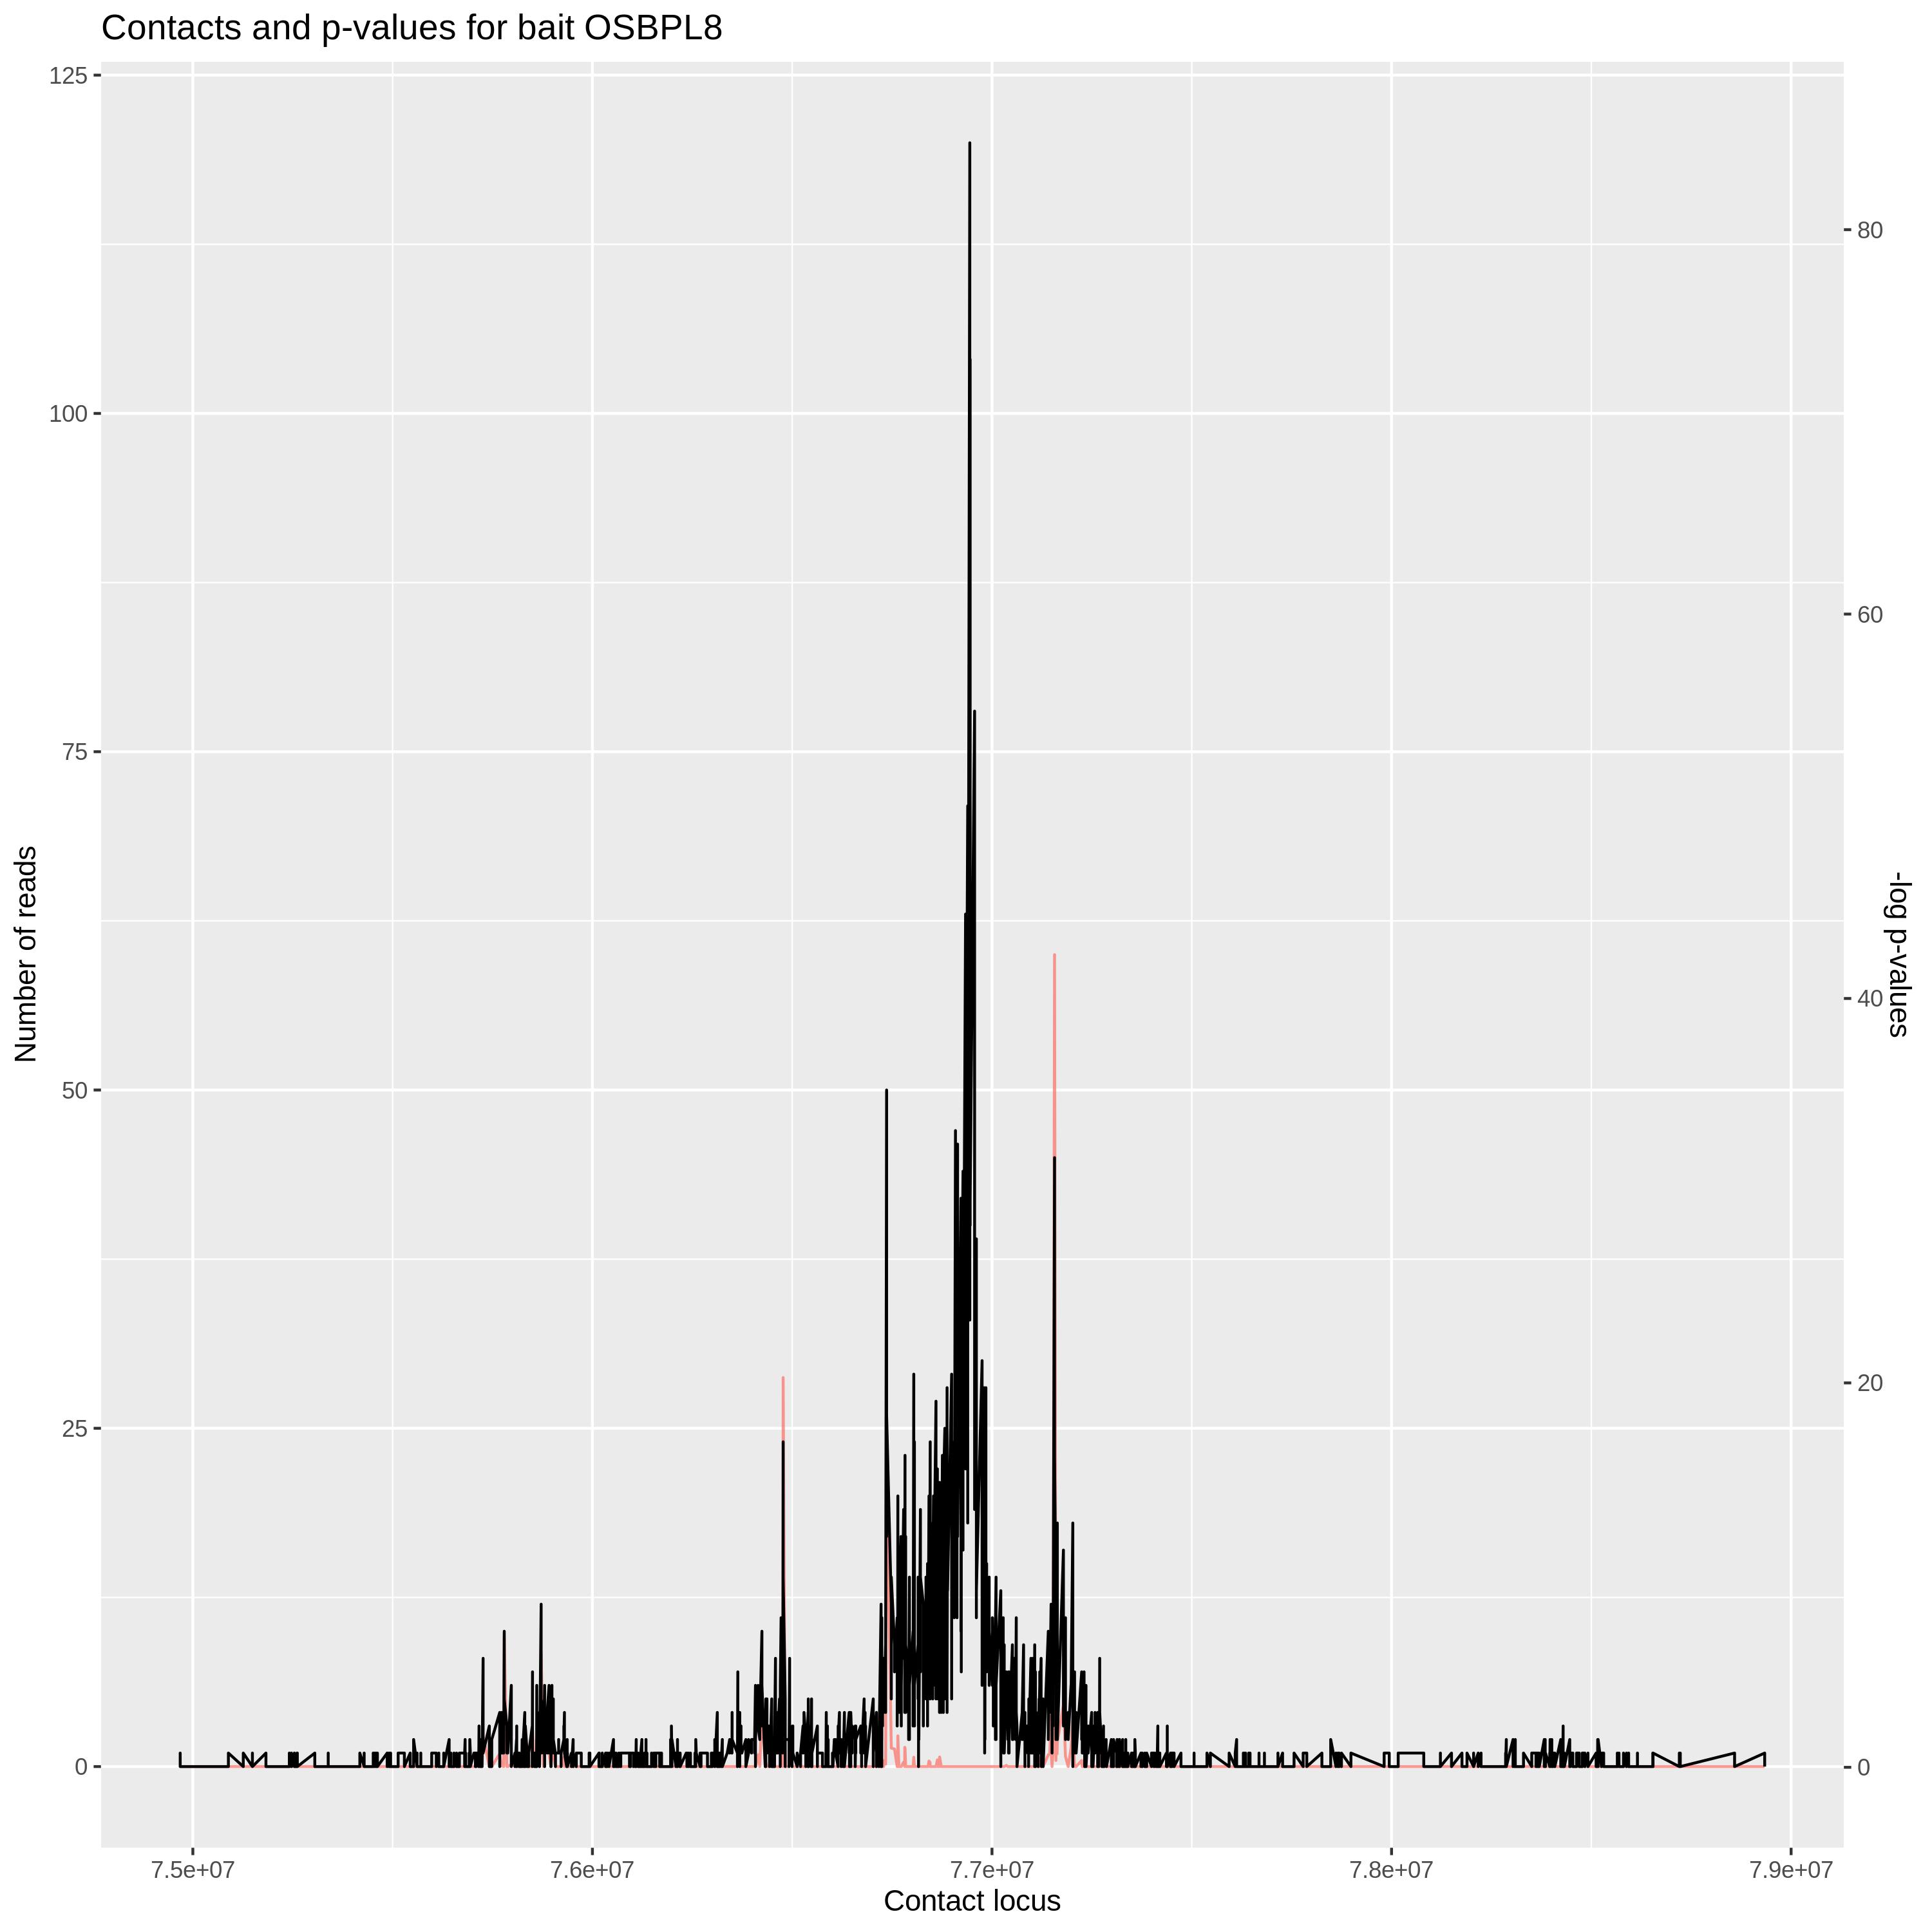 Contacts and p-values for bait OSBPL8
125
100
75
50
25
0
Number of reads
80
60
40
20
0
-log p-values
7.5e+07 7.6e+07 7.7e+07 7.8e+07 7.9e+07
Contact locus